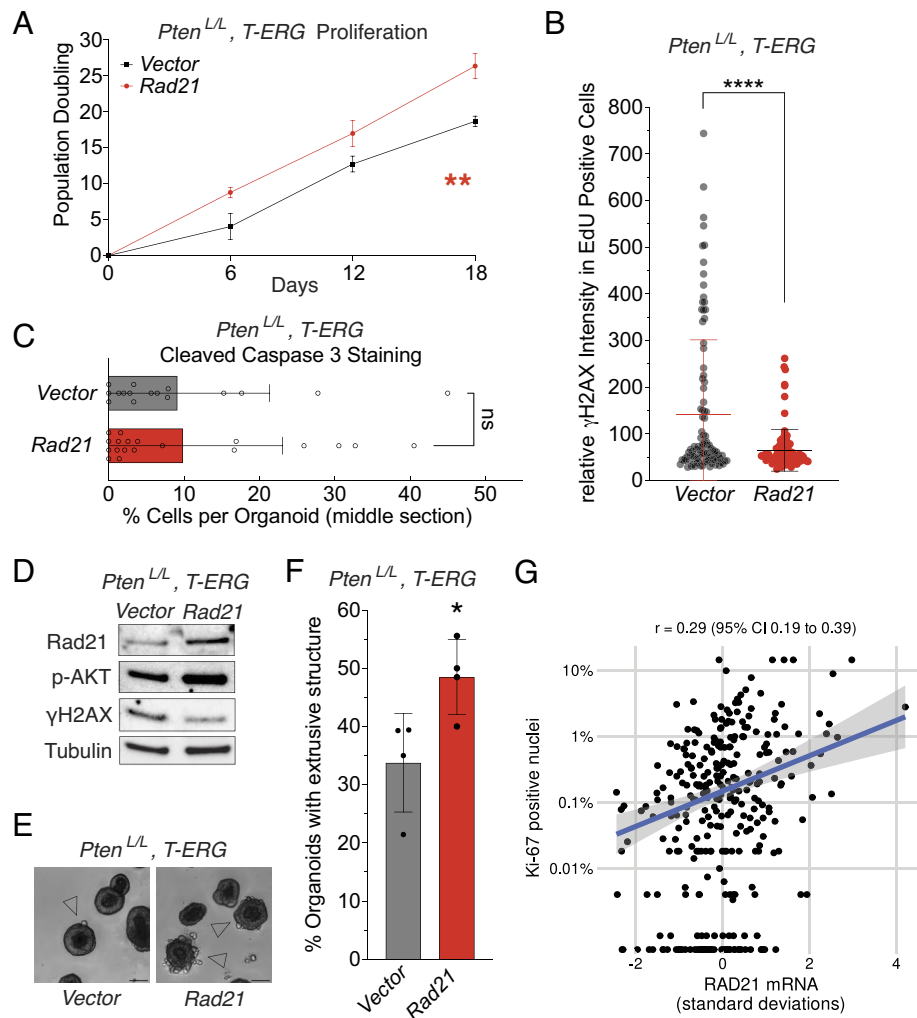 A
Pten L/L, T-ERG Proliferation
Population Doubling
30
25
20
15
10
5
0
Vector
Rad21
**
0 6 12 18
Days
B
Pten L/L, T-ERG
****
relative γH2AX Intensity in EdU Positive Cells
800
700
600
500
400
300
200
100
50
0
Vector Rad21
C
Pten L/L, T-ERG
Cleaved Caspase 3 Staining
Vector
Rad21
ns
0 10 20 30 40 50
% Cells per Organoid (middle section)
D
Pten L/L, T-ERG
Vector Rad21
Rad21
p-AKT
γH2AX
Tubulin
E
Pten L/L, T-ERG
Vector Rad21
F
Pten L/L, T-ERG
*
% Organoids with extrusive structure
60
50
40
30
20
10
0
Vector
Rad21
G
r = 0.29 (95% CI 0.19 to 0.39)
Ki-67 positive nuclei
10%
1%
0.1%
0.01%
-2 0 2 4
RAD21 mRNA
(standard deviations)